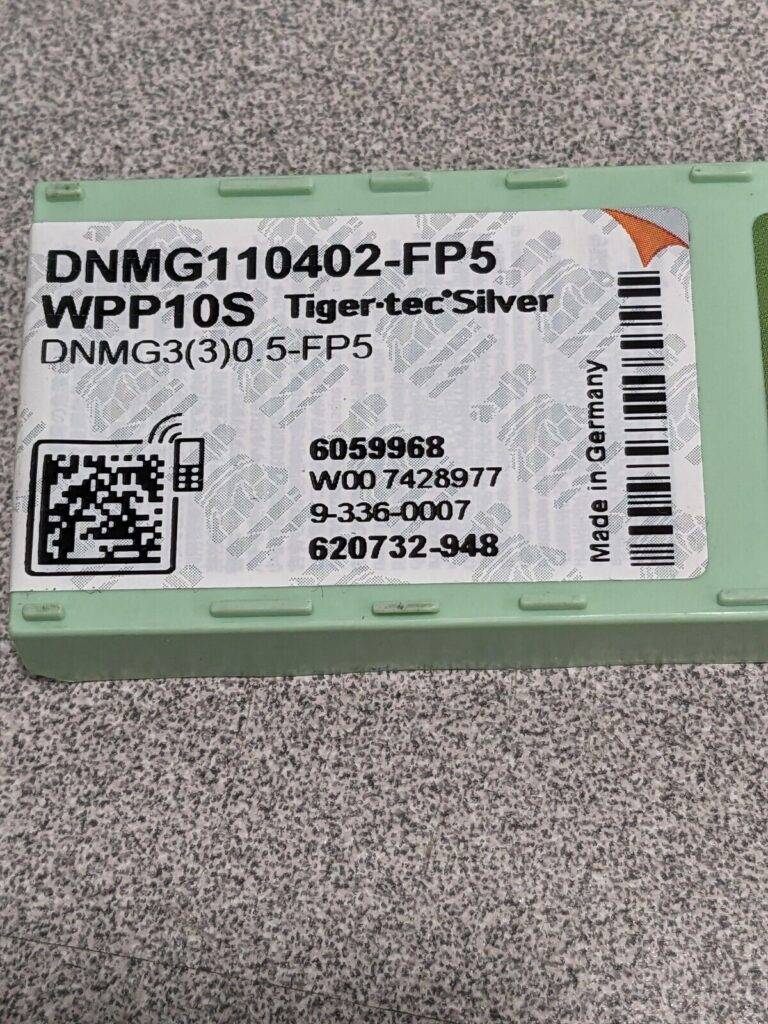 DNMG110402-FP5
WPP10S Tiger·tec®Silver
DNMG3(3)0.5-FP5
6059968
W00 7428977
9-336-0007
620732-948
Made in Germany